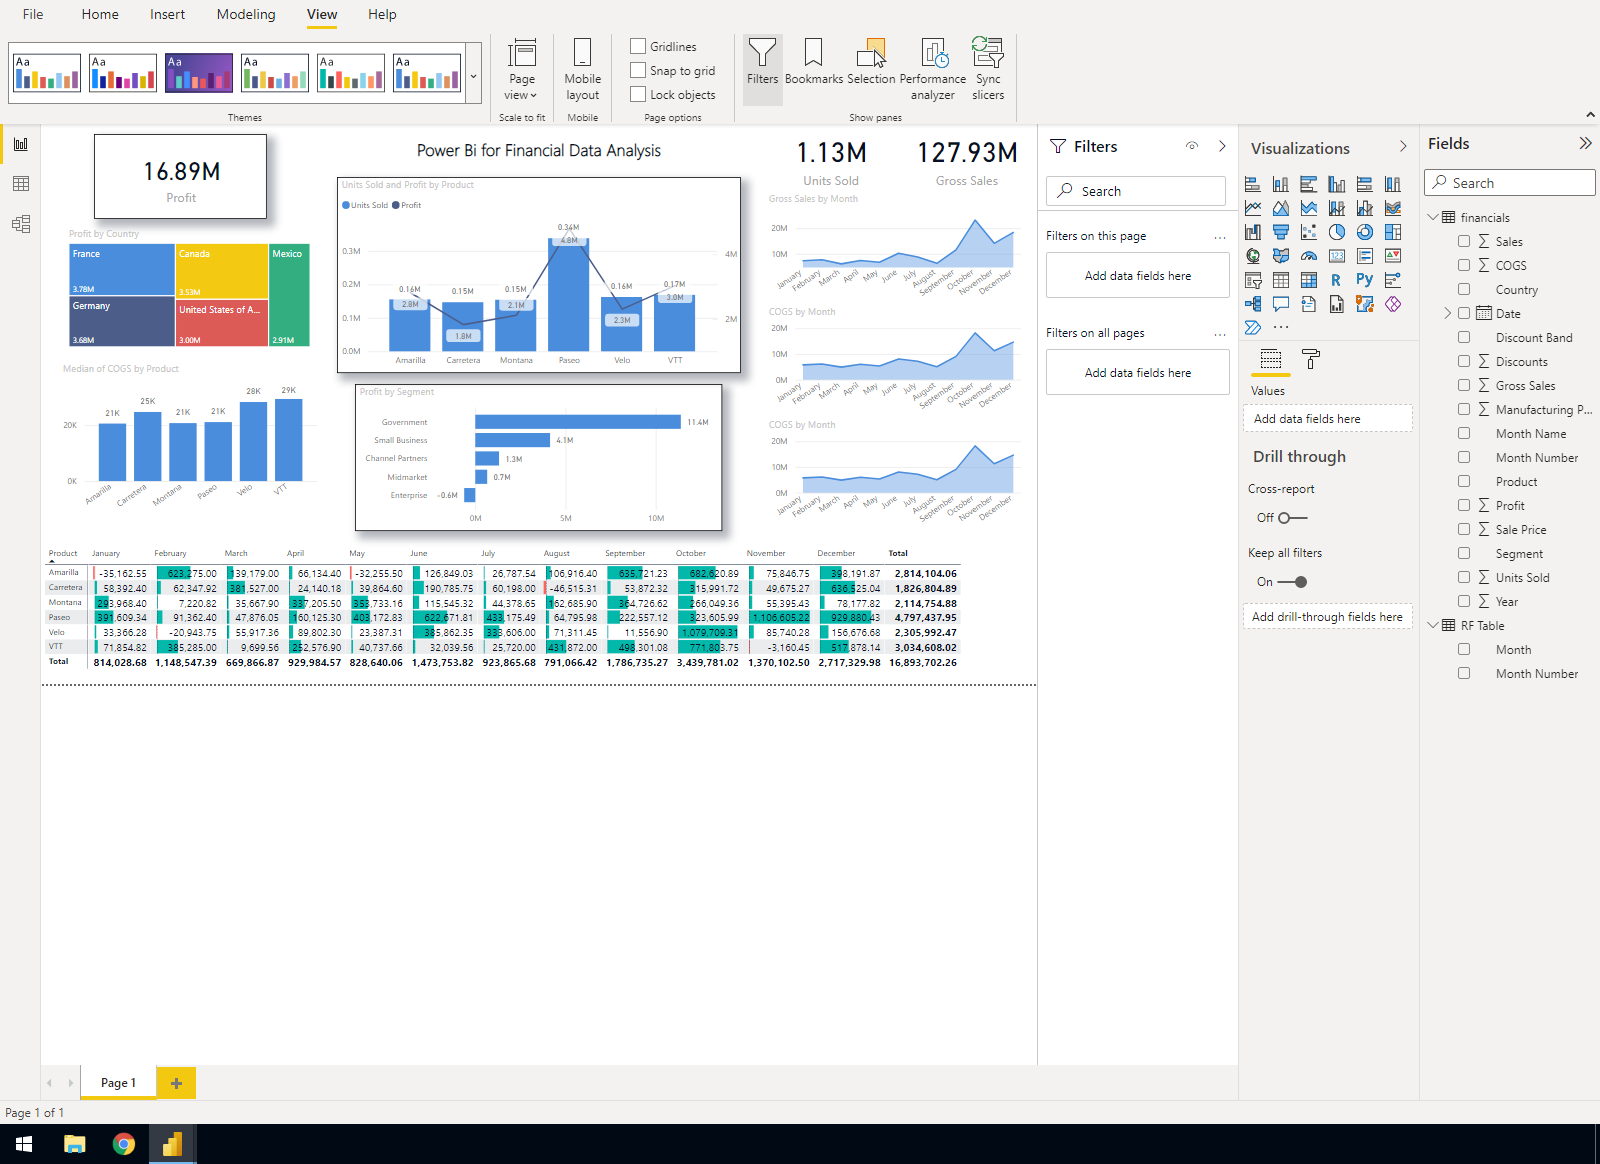 File Home Insert Modeling View Help
Aa Aa Aa Aa Aa Aa
Page view
Mobile layout
Gridlines
Snap to grid
Lock objects
Filters Bookmarks Selection Performance analyzer Sync slicers
Themes Scale to fit Mobile Page options Show panes
16.89M
Profit
Power Bi for Financial Data Analysis
1.13M
Units Sold
127.93M
Gross Sales
Profit by Country
France
3.78M
Germany
3.68M
Canada
3.53M
United States of A...
3.00M
Mexico
2.91M
Units Sold and Profit by Product
Units Sold Profit
0.3M
0.2M
0.1M
0.0M
4M
2M
0.16M 0.15M 0.15M 0.34M 0.16M 0.17M
2.8M 1.8M 2.1M 4.8M 2.3M 3.0M
Amarilla Carretera Montana Paseo Velo VTT
Median of COGS by Product
20K
0K
21K 25K 21K 21K 28K 29K
Amarilla Carretera Montana Paseo Velo VTT
Profit by Segment
Government 11.4M
Small Business 4.1M
Channel Partners 1.3M
Midmarket 0.7M
Enterprise -0.6M
0M 5M 10M
Gross Sales by Month
20M
10M
January February March April May June July August September October November December
COGS by Month
20M
10M
0M
January February March April May June July August September October November December
COGS by Month
20M
10M
0M
January February March April May June July August September October November December
Product January February March April May June July August September October November December Total
Amarilla -35,162.55 623,275.00 139,179.00 66,134.40 -32,255.50 126,849.03 26,787.54 106,916.40 635,721.23 682,620.89 75,846.75 398,191.87 2,814,104.06
Carretera 58,392.40 62,347.92 381,527.00 24,140.18 39,864.60 190,785.75 60,198.00 -46,515.31 53,872.32 315,991.72 49,675.27 636,525.04 1,826,804.89
Montana 293,968.40 7,220.82 35,667.90 337,205.50 353,733.16 115,545.32 44,378.65 162,685.90 364,726.62 266,049.36 55,395.43 78,177.82 2,114,754.88
Paseo 391,609.34 91,362.40 47,876.05 160,125.30 403,172.83 622,671.81 433,175.49 64,795.98 222,557.12 323,605.99 1,106,605.22 929,880.43 4,797,437.95
Velo 33,366.28 -20,943.75 55,917.36 89,802.30 23,387.31 385,862.35 333,606.00 71,311.45 11,556.90 1,079,709.31 85,740.28 156,676.68 2,305,992.47
VTT 71,854.82 385,285.00 9,699.56 252,576.90 40,737.66 32,039.56 25,720.00 431,872.00 498,301.08 771,803.75 -3,160.45 517,878.14 3,034,608.02
Total 814,028.68 1,148,547.39 669,866.87 929,984.57 828,640.06 1,473,753.82 923,865.68 791,066.42 1,786,735.27 3,439,781.02 1,370,102.50 2,717,329.98 16,893,702.26
Filters
Search
Filters on this page ...
Add data fields here
Filters on all pages ...
Add data fields here
Visualizations
R Py
123
...
Values
Add data fields here
Drill through
Cross-report
Off
Keep all filters
On
Add drill-through fields here
Fields
Search
financials
Sales
COGS
Country
Date
Discount Band
Discounts
Gross Sales
Manufacturing P...
Month Name
Month Number
Product
Profit
Sale Price
Segment
Units Sold
Year
RF Table
Month
Month Number
Page 1
Page 1 of 1